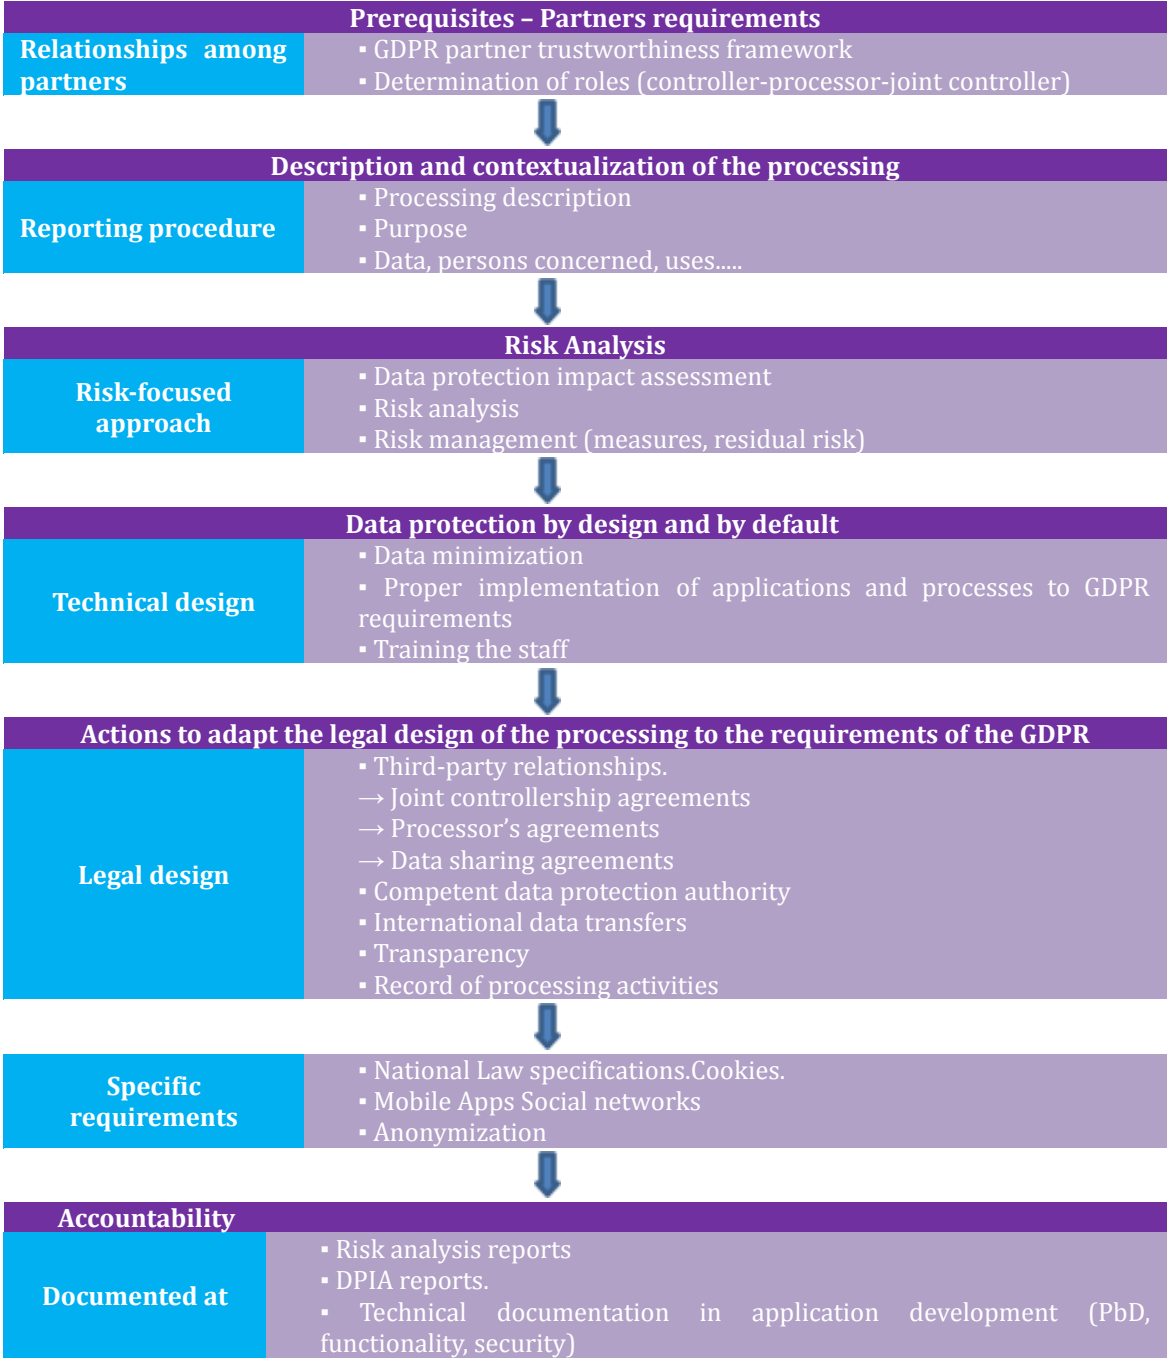 Prerequisites – Partners requirements
Relationships among
partners
▪ GDPR partner trustworthiness framework
▪ Determination of roles (controller-processor-joint controller)
Description and contextualization of the processing
Reporting procedure
▪ Processing description
▪ Purpose
▪ Data, persons concerned, uses.....
Risk Analysis
Risk-focused
approach
▪ Data protection impact assessment
▪ Risk analysis
▪ Risk management (measures, residual risk)
Data protection by design and by default
Technical design
▪ Data minimization
▪ Proper implementation of applications and processes to GDPR
requirements
▪ Training the staff
Actions to adapt the legal design of the processing to the requirements of the GDPR
Legal design
▪ Third-party relationships.
→ Joint controllership agreements
→ Processor’s agreements
→ Data sharing agreements
▪ Competent data protection authority
▪ International data transfers
▪ Transparency
▪ Record of processing activities
Specific
requirements
▪ National Law specifications.Cookies.
▪ Mobile Apps Social networks
▪ Anonymization
Accountability
Documented at
▪ Risk analysis reports
▪ DPIA reports.
▪ Technical documentation in application development (PbD,
functionality, security)